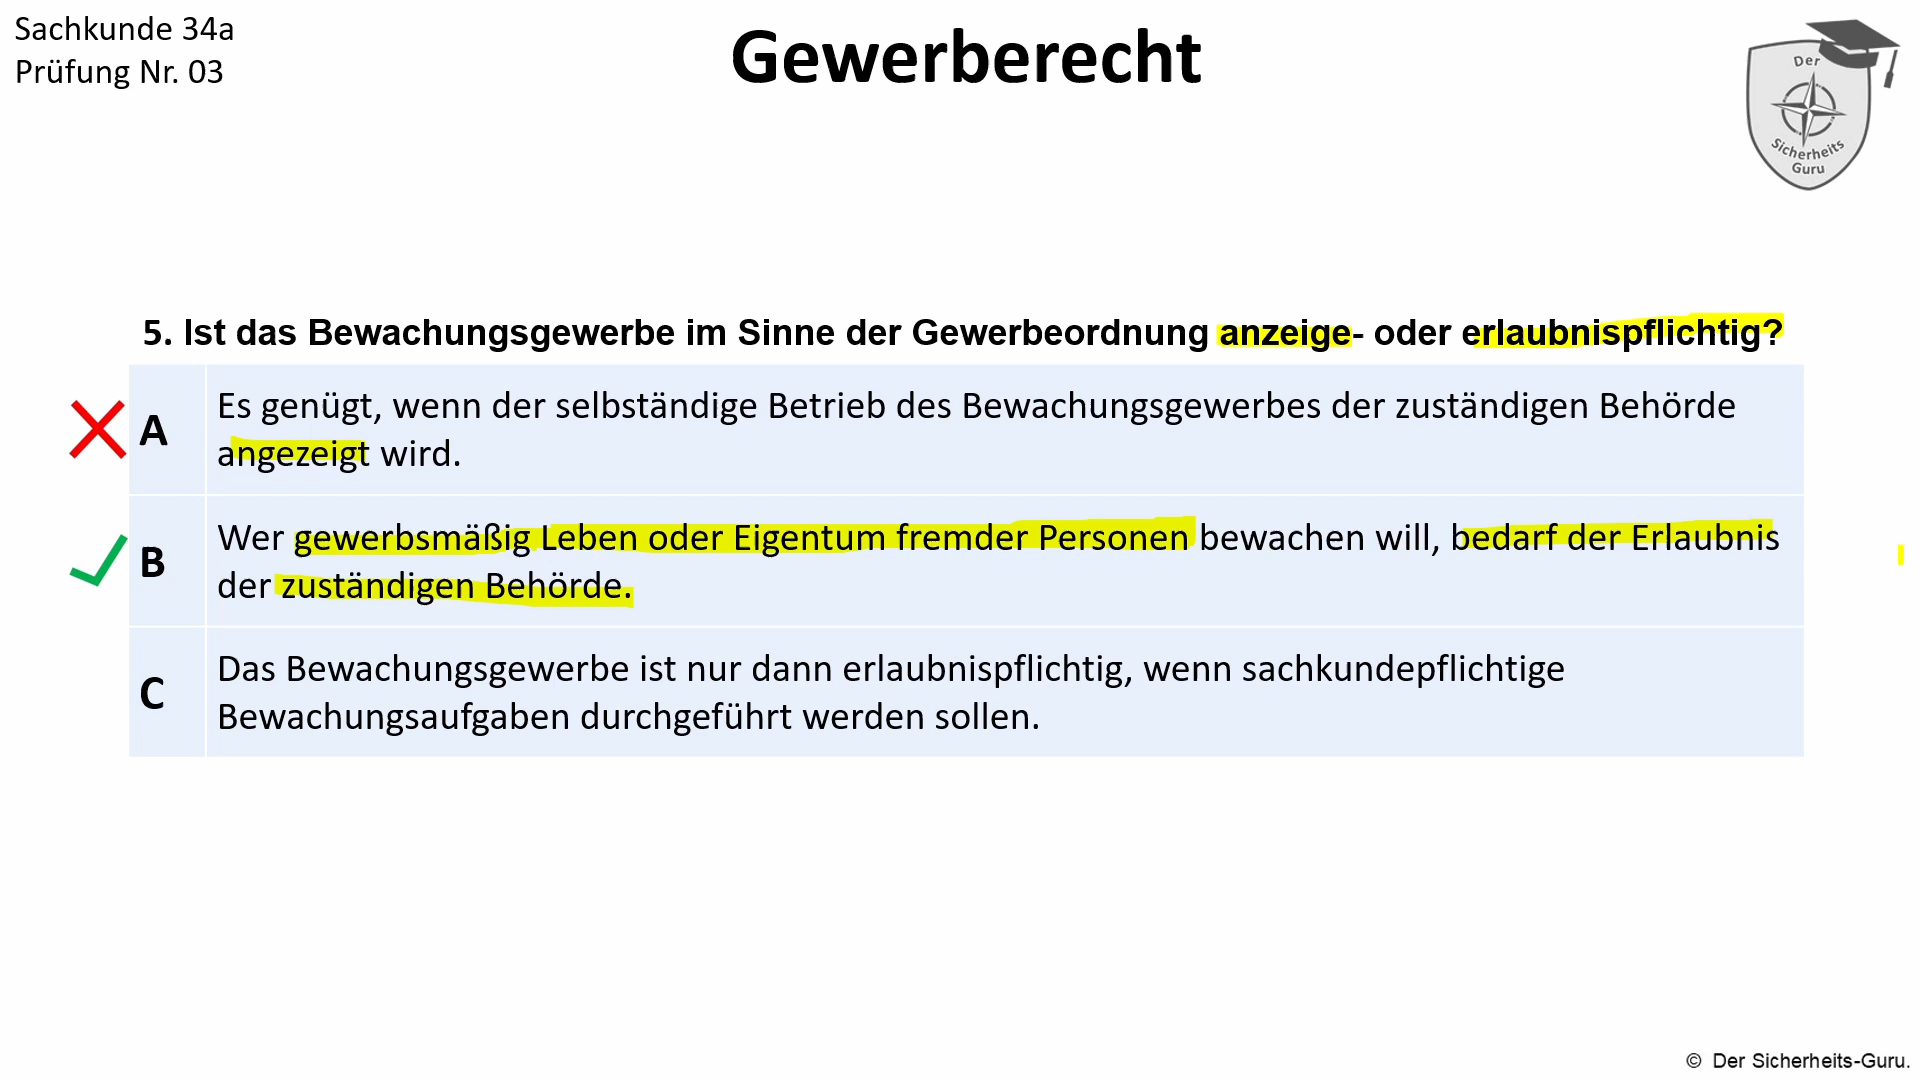 Sachkunde 34a
Prüfung Nr. 03
Gewerberecht
Der
Sicherheits
Guru
5. Ist das Bewachungsgewerbe im Sinne der Gewerbeordnung anzeige- oder erlaubnispflichtig?
A
Es genügt, wenn der selbständige Betrieb des Bewachungsgewerbes der zuständigen Behörde
angezeigt wird.
B
Wer gewerbsmäßig Leben oder Eigentum fremder Personen bewachen will, bedarf der Erlaubnis
der zuständigen Behörde.
C
Das Bewachungsgewerbe ist nur dann erlaubnispflichtig, wenn sachkundepflichtige
Bewachungsaufgaben durchgeführt werden sollen.
© Der Sicherheits-Guru.